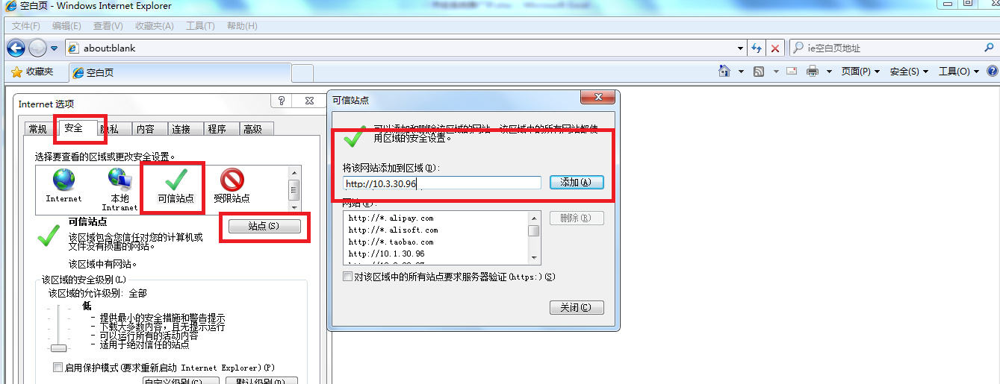 空白页 - Windows Internet Explorer
文件(F) 编辑(E) 查看(V) 收藏夹(A) 工具(T) 帮助(H)
about:blank
ie空白页地址
收藏夹
空白页
页面(P) 安全(S) 工具(O)
Internet 选项
常规 安全 隐私 内容 连接 程序 高级
选择要查看的区域或更改安全设置。
Internet
本地
Intranet
可信站点
受限站点
可信站点
站点(S)
该区域包含您信任对您的计算机或
文件没有损害的网站。
该区域中有网站。
该区域的安全级别(L)
该区域的允许级别: 全部
低
- 提供最小的安全措施和警告提示
- 下载大多数内容，且无提示运行
- 可以运行所有的活动内容
- 适用于绝对信任的站点
启用保护模式(要求重新启动 Internet Explorer)(P)
自定义级别(C)... 默认级别(D)
可信站点
可以添加和删除该区域的网站。该区域中的所有网站都使
用区域的安全设置。
将该网站添加到区域(D):
http://10.3.30.96
添加(A)
网站(W):
http://*.alipay.com
http://*.alisoft.com
http://*.taobao.com
http://10.1.30.96
删除(R)
对该区域中的所有站点要求服务器验证(https:)(S)
关闭(C)